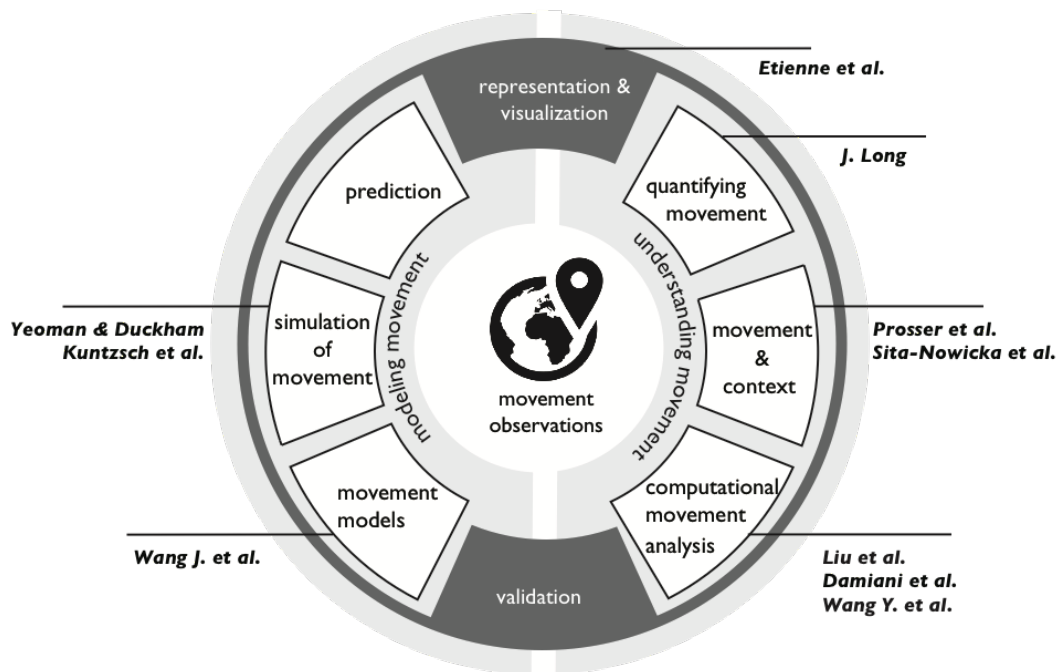 representation &
visualization
Etienne et al.
J. Long
prediction
quantifying
movement
modeling movement
understanding movement
Yeoman & Duckham
Kuntzsch et al.
simulation
of
movement
movement
&
context
Prosser et al.
Sita-Nowicka et al.
movement
observations
movement
models
computational
movement
analysis
Wang J. et al.
Liu et al.
Damiani et al.
Wang Y. et al.
validation